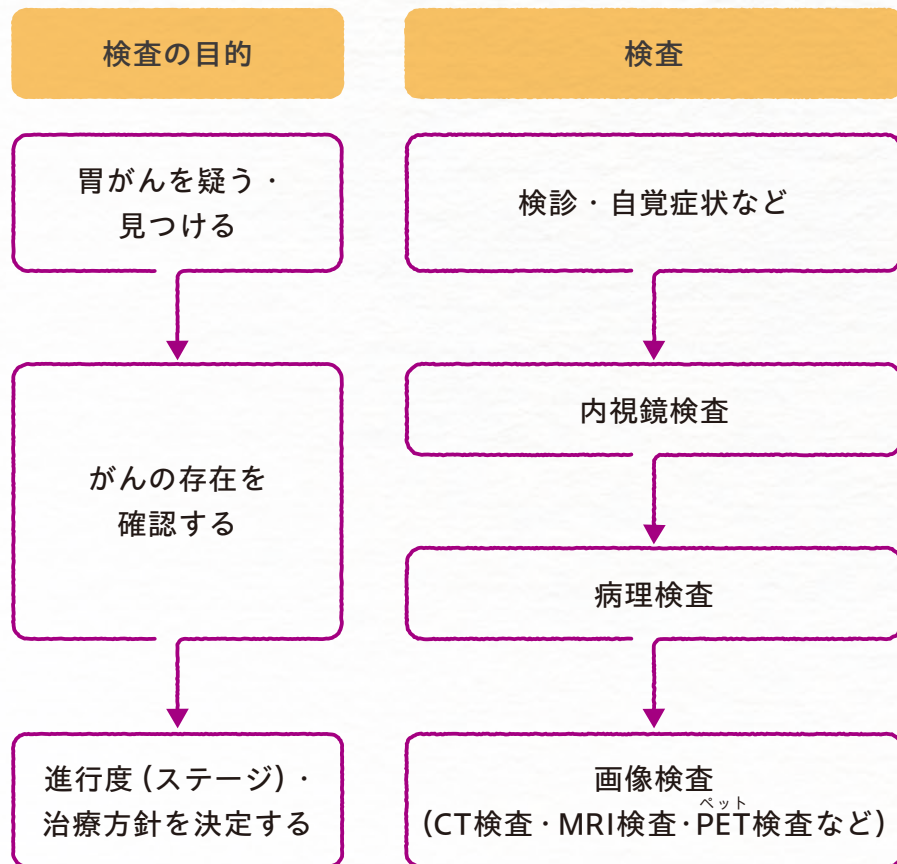 検査の目的
検査
胃がんを疑う・
見つける
検診・自覚症状など
がんの存在を
確認する
内視鏡検査
病理検査
進行度(ステージ)・
治療方針を決定する
画像検査
ペット
(CT検査・MRI検査・PET検査など)